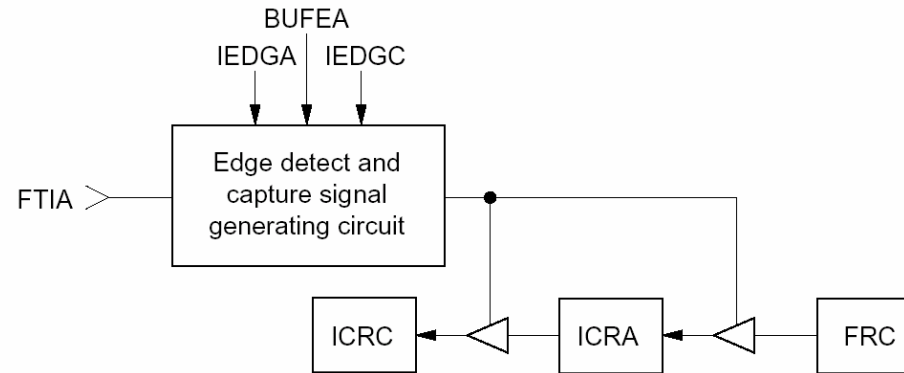 BUFEA
IEDGA
IEDGC
Edge detect and
capture signal
generating circuit
FTIA
ICRC
ICRA
FRC